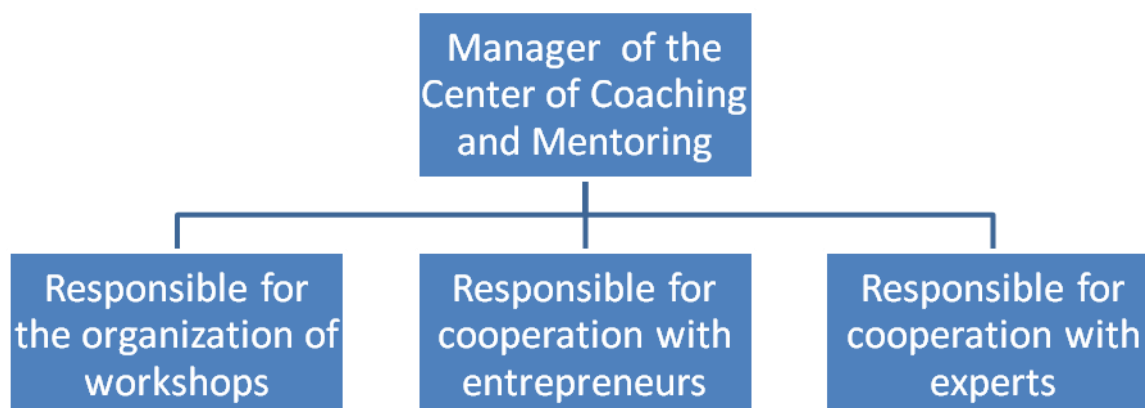 Manager of the
Center of Coaching
and Mentoring
Responsible for
the organization of
workshops
Responsible for
cooperation with
entrepreneurs
Responsible for
cooperation with
experts